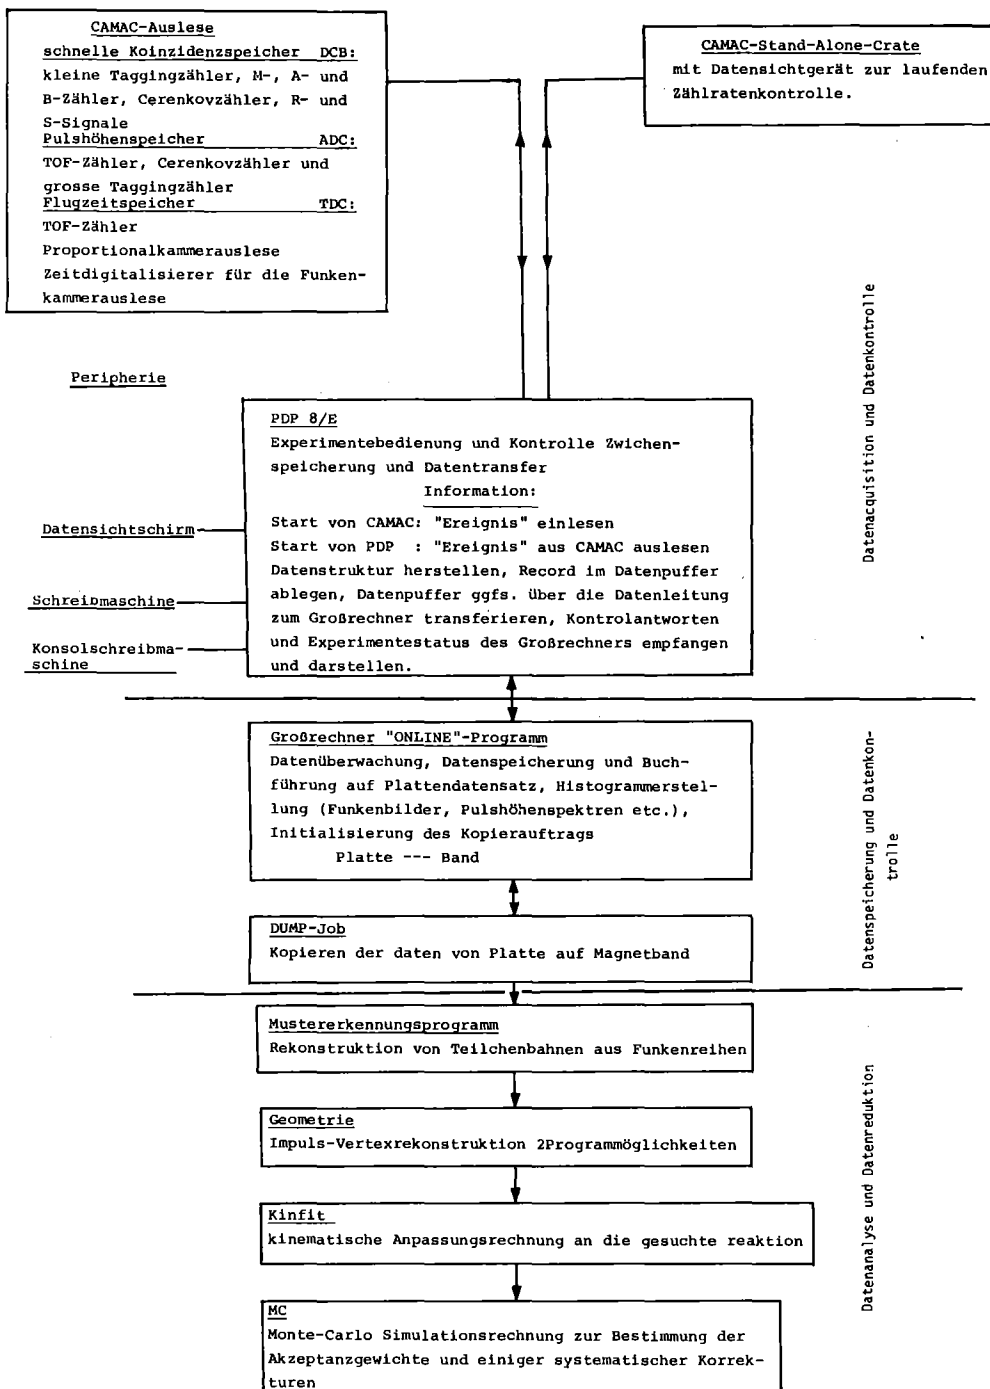 CAMAC-Auslese
schnelle Koinzidenzspeicher DCB:
kleine Taggingzähler, M-, A- und
B-Zähler, Cerenkovzähler, R- und
S-Signale
Pulshöhenspeicher ADC:
TOF-Zähler, Cerenkovzähler und
grosse Taggingzähler
Flugzeitspeicher TDC:
TOF-Zähler
Proportionalkammerauslese
Zeitdigitalisierer für die Funken-
kammerauslese
CAMAC-Stand-Alone-Crate
mit Datensichtgerät zur laufenden
Zählratenkontrolle.
Peripherie
Datensichtschirm
Schreibmaschine
Konsolschreibma-
schine
PDP 8/E
Experimentebedienung und Kontrolle Zwichen-
speicherung und Datentransfer
Information:
Start von CAMAC: "Ereignis" einlesen
Start von PDP : "Ereignis" aus CAMAC auslesen
Datenstruktur herstellen, Record im Datenpuffer
ablegen, Datenpuffer ggfs. über die Datenleitung
zum Großrechner transferieren, Kontrolantworten
und Experimentestatus des Großrechners empfangen
und darstellen.
Datenacquisition und Datenkontrolle
Großrechner "ONLINE"-Programm
Datenüberwachung, Datenspeicherung und Buch-
führung auf Plattendatensatz, Histogrammerstel-
lung (Funkenbilder, Pulshöhenspektren etc.),
Initialisierung des Kopierauftrags
Platte --- Band
DUMP-Job
Kopieren der daten von Platte auf Magnetband
Datenspeicherung und Datenkon-
trolle
Mustererkennungsprogramm
Rekonstruktion von Teilchenbahnen aus Funkenreihen
Geometrie
Impuls-Vertexrekonstruktion 2Programmöglichkeiten
Kinfit
kinematische Anpassungsrechnung an die gesuchte reaktion
MC
Monte-Carlo Simulationsrechnung zur Bestimmung der
Akzeptanzgewichte und einiger systematischer Korrek-
turen
Datenanalyse und Datenreduktion